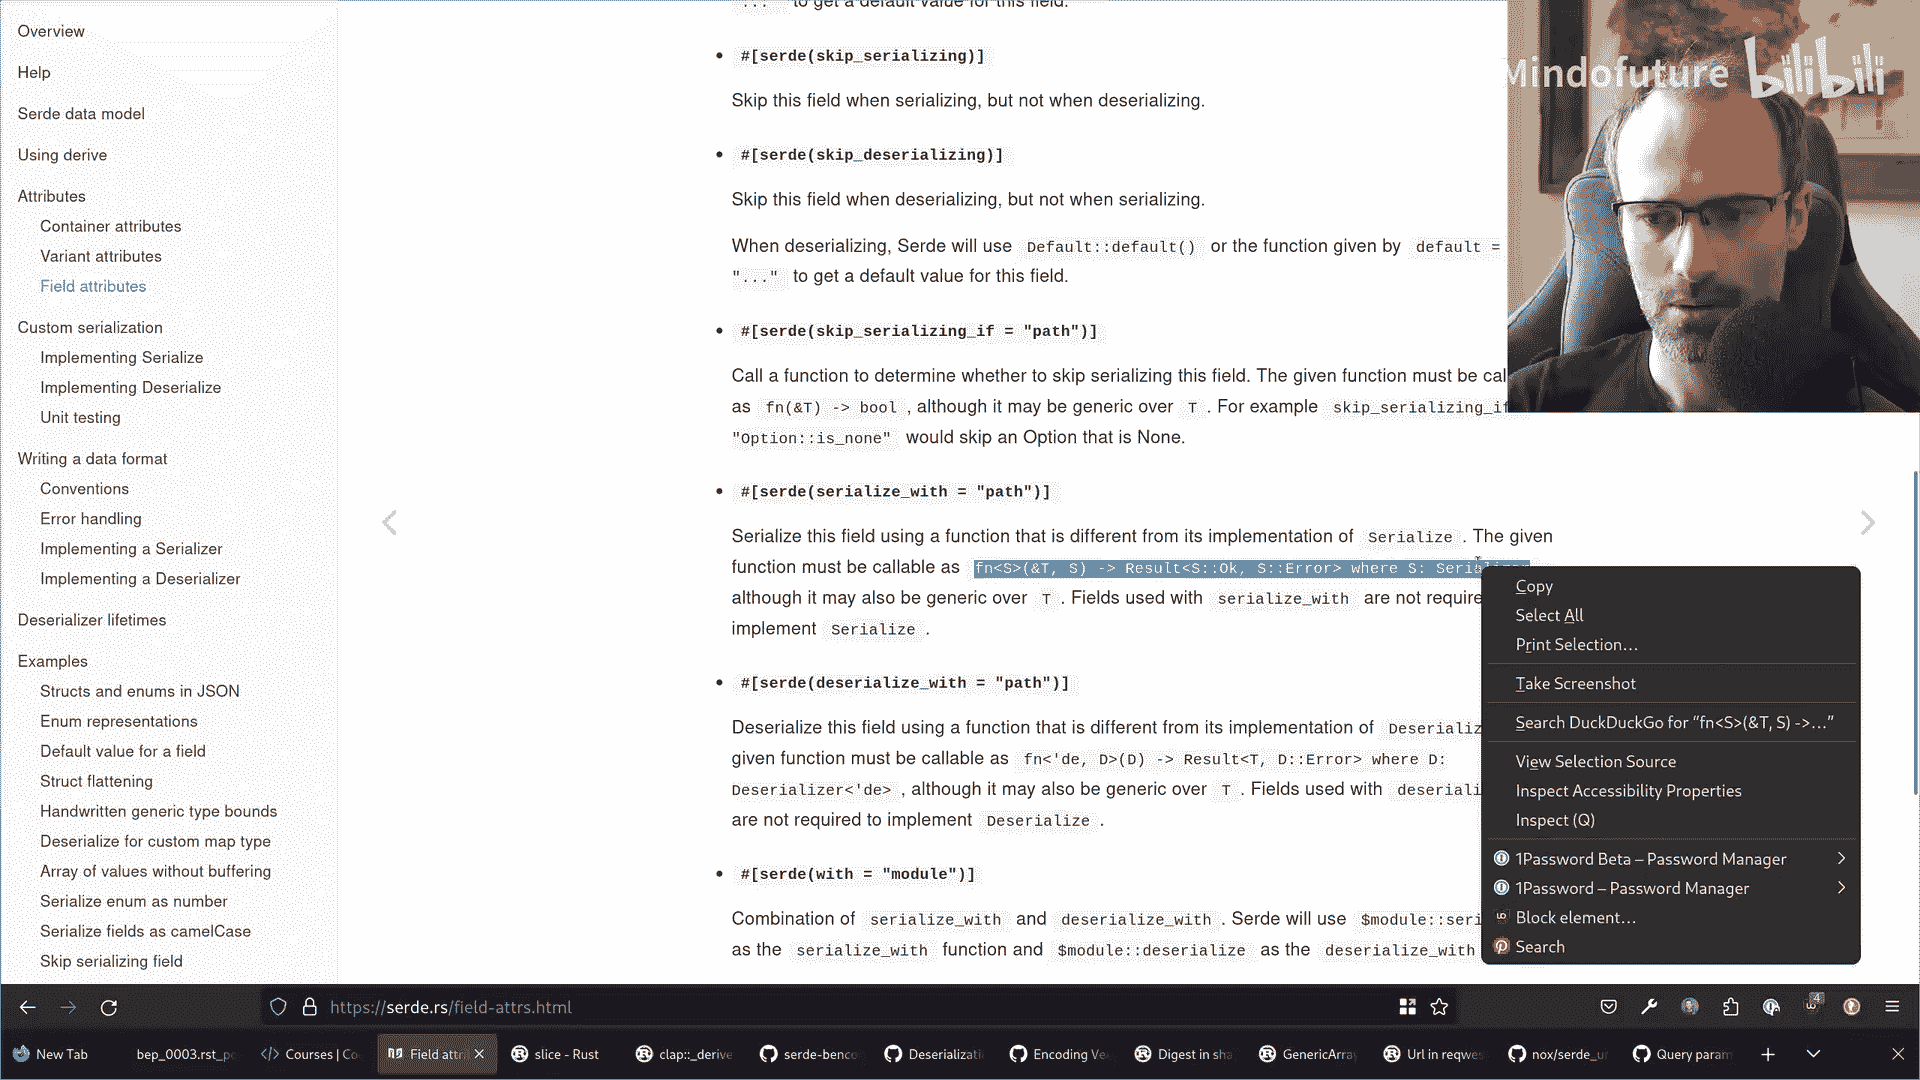 Overview
Help
Serde data model
Using derive
Attributes
Container attributes
Variant attributes
Field attributes
Custom serialization
Implementing Serialize
Implementing Deserialize
Unit testing
Writing a data format
Conventions
Error handling
Implementing a Serializer
Implementing a Deserializer
Deserializer lifetimes
Examples
Structs and enums in JSON
Enum representations
Default value for a field
Struct flattening
Handwritten generic type bounds
Deserialize for custom map type
Array of values without buffering
Serialize enum as number
Serialize fields as camelCase
Skip serializing field
"..." to get a default value for this field.
#[serde(skip_serializing)]
Skip this field when serializing, but not when deserializing.
#[serde(skip_deserializing)]
Skip this field when deserializing, but not when serializing.
When deserializing, Serde will use Default::default() or the function given by default =
"..." to get a default value for this field.
#[serde(skip_serializing_if = "path")]
Call a function to determine whether to skip serializing this field. The given function must be cal
as fn(&T) -> bool , although it may be generic over T . For example skip_serializing_if
"Option::is_none" would skip an Option that is None.
#[serde(serialize_with = "path")]
Serialize this field using a function that is different from its implementation of Serialize . The given
function must be callable as fn<S>(&T, S) -> Result<S::Ok, S::Error> where S: Serializer
although it may also be generic over T . Fields used with serialize_with are not require
implement Serialize .
#[serde(deserialize_with = "path")]
Deserialize this field using a function that is different from its implementation of Deserializ
given function must be callable as fn<'de, D>(D) -> Result<T, D::Error> where D:
Deserializer<'de> , although it may also be generic over T . Fields used with deseriali
are not required to implement Deserialize .
#[serde(with = "module")]
Combination of serialize_with and deserialize_with . Serde will use $module::seri
as the serialize_with function and $module::deserialize as the deserialize_with
Mindofuture bilibili
Copy
Select All
Print Selection…
Take Screenshot
Search DuckDuckGo for “fn<S>(&T, S) ->…”
View Selection Source
Inspect Accessibility Properties
Inspect (Q)
1Password Beta – Password Manager
1Password – Password Manager
Block element…
Search
https://serde.rs/field-attrs.html
4
New Tab
bep_0003.rst_p
Courses | Co
Field attri
slice - Rust
clap::_derive
serde-benco
Deserializati
Encoding Ve
Digest in sha
GenericArray
Url in reqwes
nox/serde_u
Query param